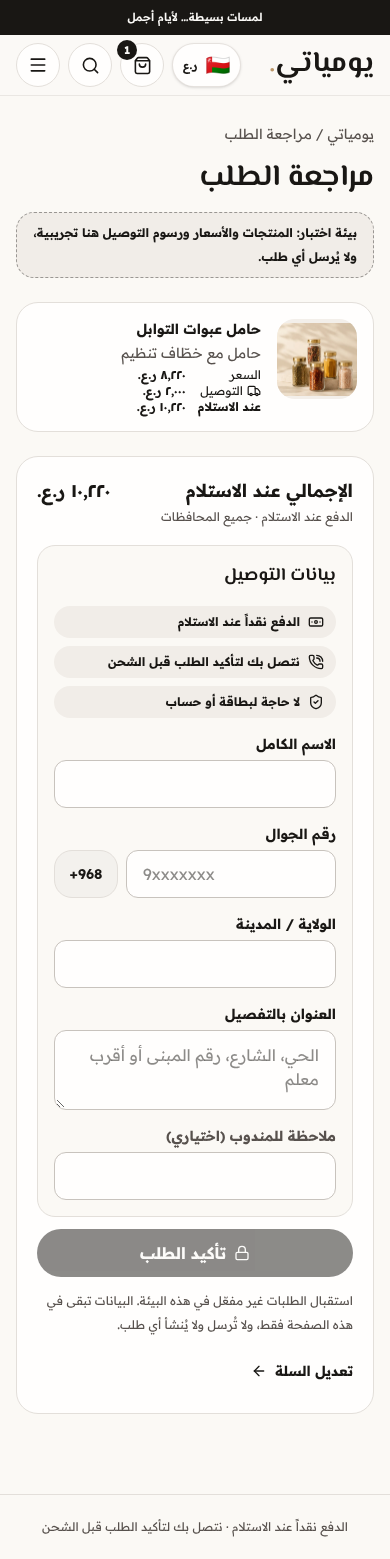 لمسات بسيطة... لأيام أجمل
يومياتي.
ر.ع
1
يومياتي / مراجعة الطلب
مراجعة الطلب
بيئة اختبار: المنتجات والأسعار ورسوم التوصيل هنا تجريبية،
ولا يُرسل أي طلب.
حامل عبوات التوابل
حامل مع خطّاف تنظيم
السعر ٨٫٢٢٠ ر.ع.
التوصيل ٢٫٠٠٠ ر.ع.
عند الاستلام ١٠٫٢٢٠ ر.ع.
الإجمالي عند الاستلام ١٠٫٢٢٠ ر.ع.
الدفع عند الاستلام · جميع المحافظات
بيانات التوصيل
الدفع نقداً عند الاستلام
نتصل بك لتأكيد الطلب قبل الشحن
لا حاجة لبطاقة أو حساب
الاسم الكامل
رقم الجوال
9xxxxxxx
+968
الولاية / المدينة
العنوان بالتفصيل
الحي، الشارع، رقم المبنى أو أقرب
معلم
ملاحظة للمندوب (اختياري)
تأكيد الطلب
استقبال الطلبات غير مفعّل في هذه البيئة. البيانات تبقى في
هذه الصفحة فقط، ولا تُرسل ولا يُنشأ أي طلب.
تعديل السلة
الدفع نقداً عند الاستلام · نتصل بك لتأكيد الطلب قبل الشحن